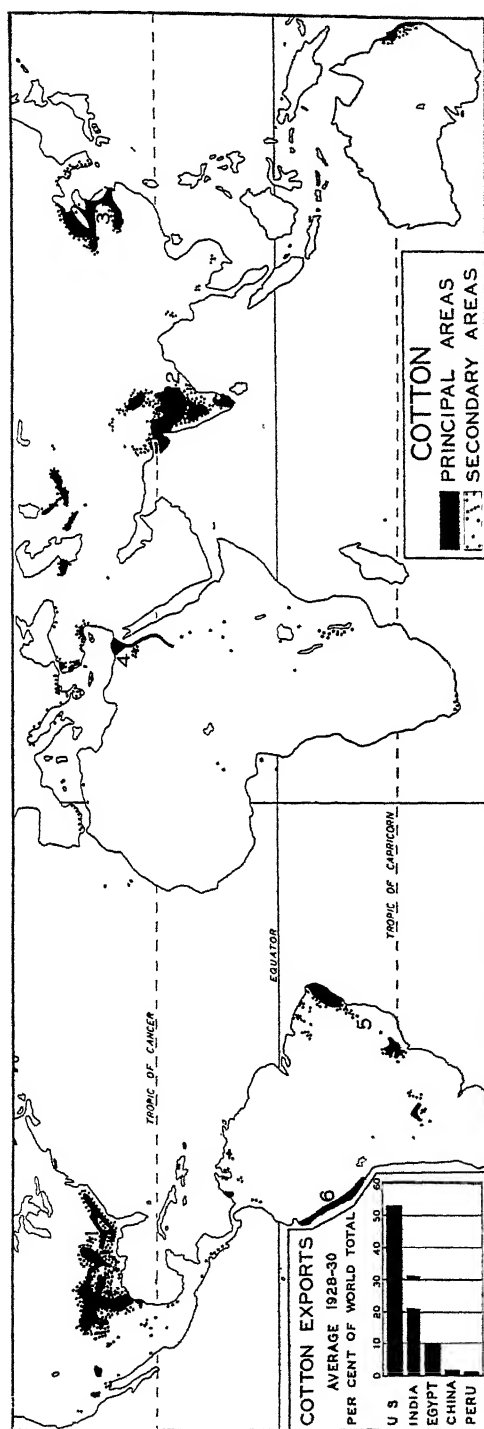 TROPIC OF CANCER
EQUATOR
TROPIC OF CAPRICORN
1
2
3
4
5
6
COTTON EXPORTS
AVERAGE 1928-30
PER CENT OF WORLD TOTAL
0 10 20 30 40 50 60
U S
INDIA
EGYPT
CHINA
PERU
COTTON
PRINCIPAL AREAS
SECONDARY AREAS